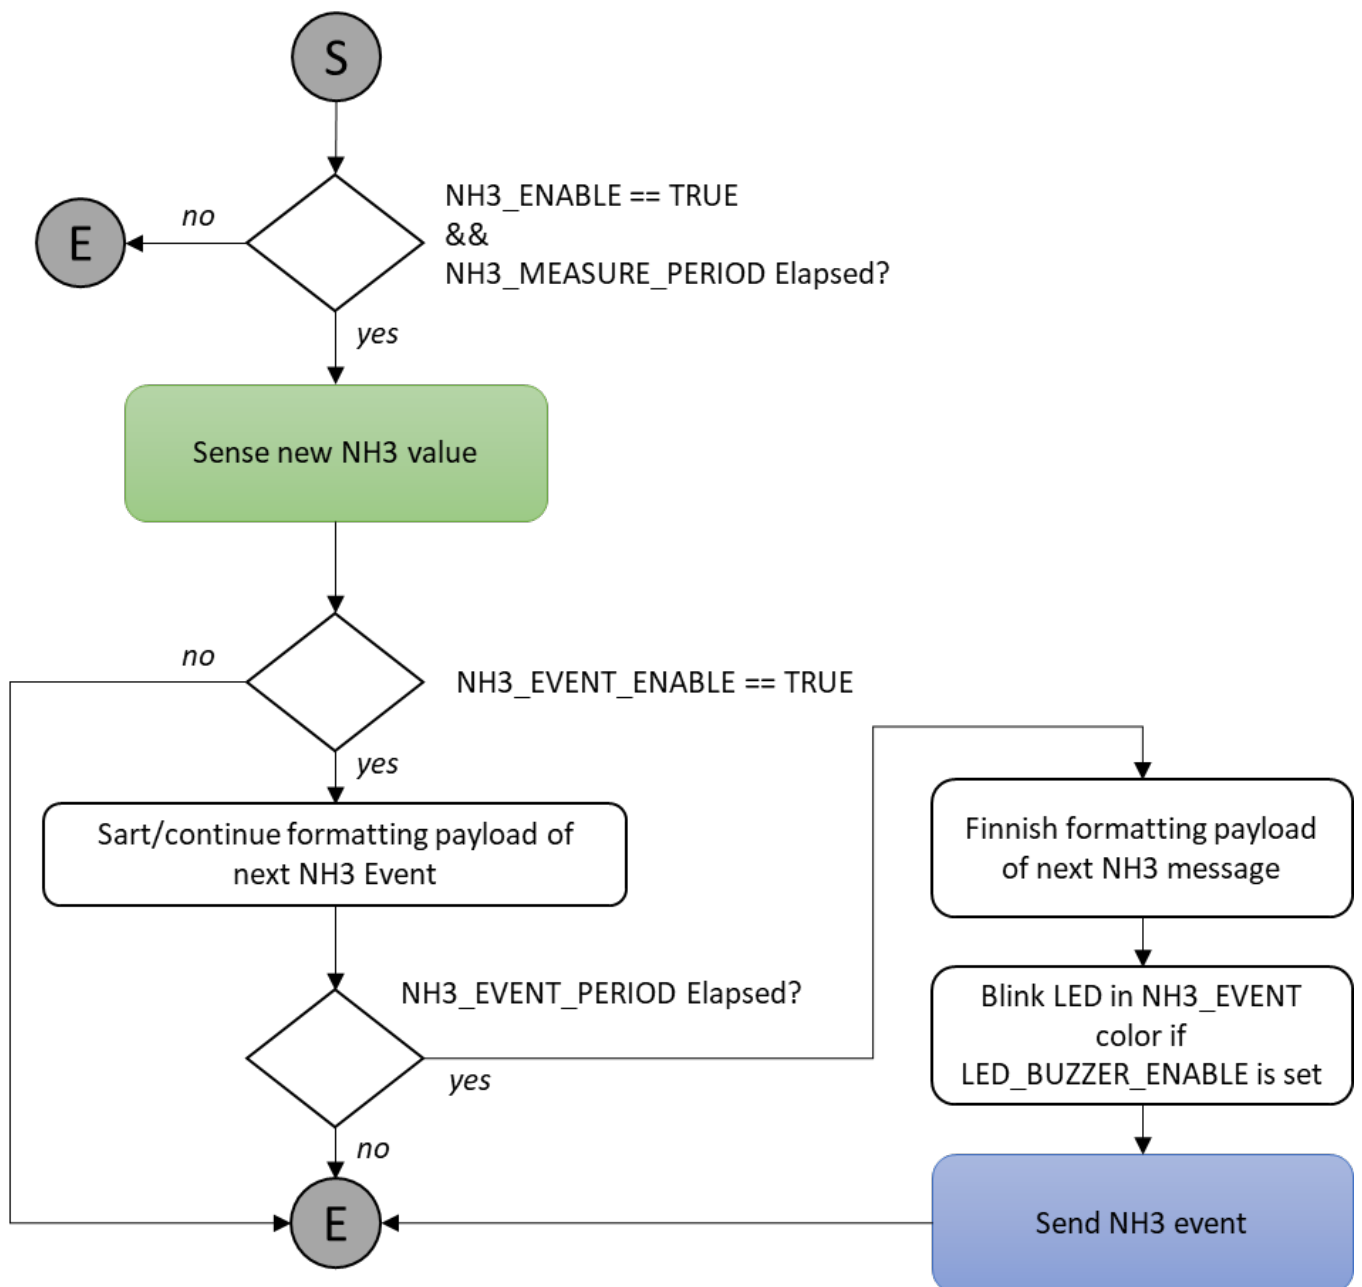 S
NH3_ENABLE == TRUE
&&
NH3_MEASURE_PERIOD Elapsed?
no
E
yes
Sense new NH3 value
no
NH3_EVENT_ENABLE == TRUE
yes
Sart/continue formatting payload of
next NH3 Event
NH3_EVENT_PERIOD Elapsed?
yes
no
E
Finnish formatting payload
of next NH3 message
Blink LED in NH3_EVENT
color if
LED_BUZZER_ENABLE is set
Send NH3 event